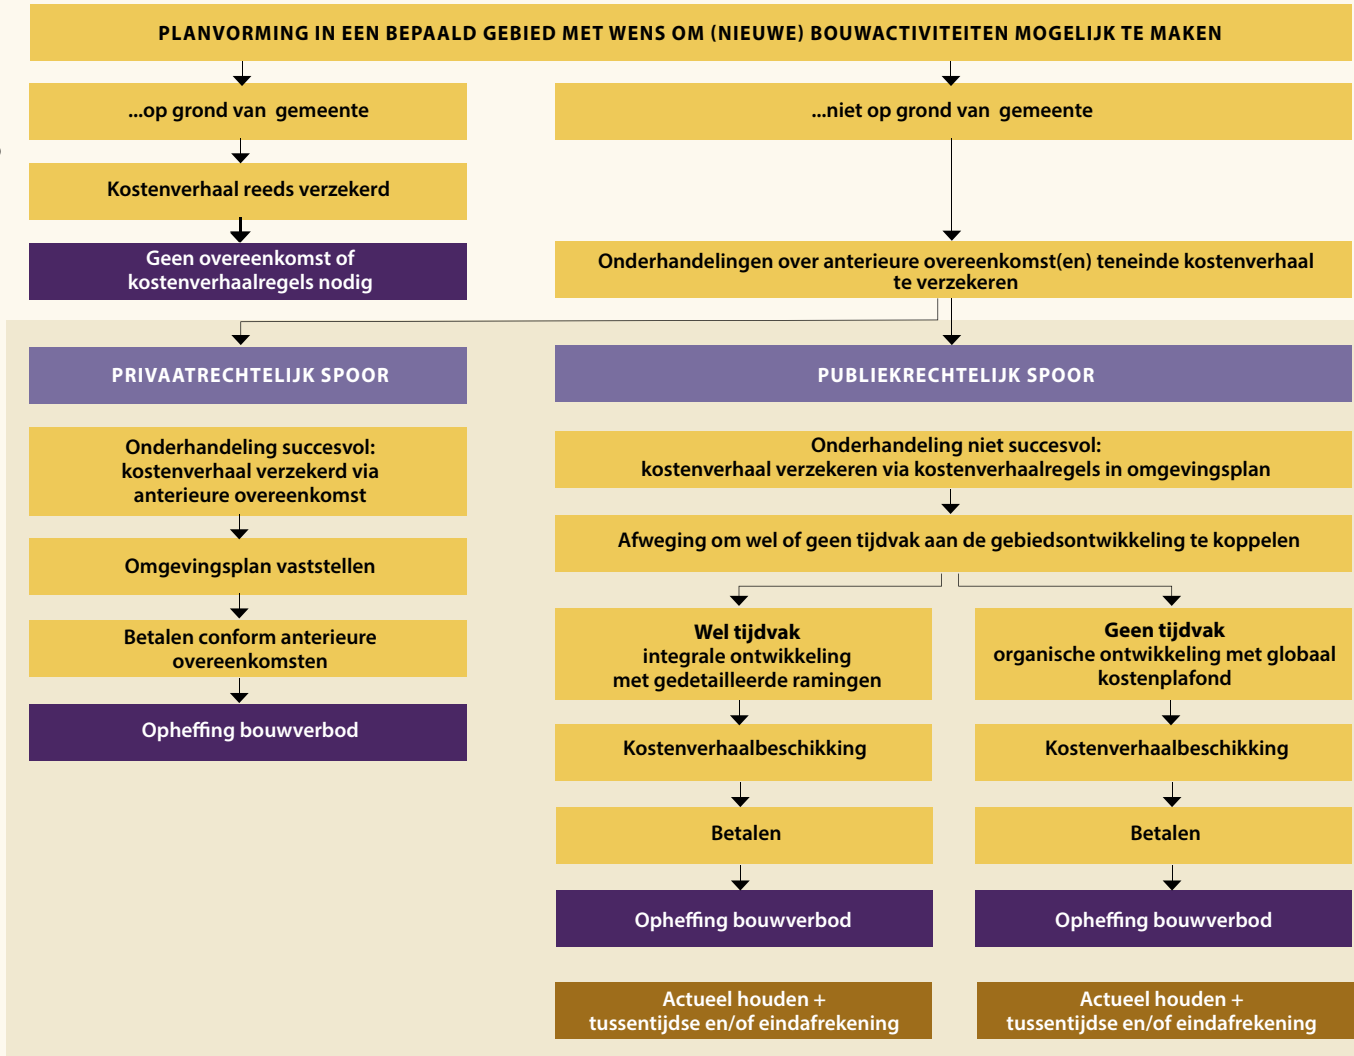 PLANVORMING IN EEN BEPAALD GEBIED MET WENS OM (NIEUWE) BOUWACTIVITEITEN MOGELIJK TE MAKEN
...op grond van gemeente
...niet op grond van gemeente
Kostenverhaal reeds verzekerd
Geen overeenkomst of
kostenverhaalregels nodig
Onderhandelingen over anterieure overeenkomst(en) teneinde kostenverhaal
te verzekeren
PRIVAATRECHTELIJK SPOOR
Onderhandeling succesvol:
kostenverhaal verzekerd via
anterieure overeenkomst
Omgevingsplan vaststellen
Betalen conform anterieure
overeenkomsten
Opheffing bouwverbod
PUBLIEKRECHTELIJK SPOOR
Onderhandeling niet succesvol:
kostenverhaal verzekeren via kostenverhaalregels in omgevingsplan
Afweging om wel of geen tijdvak aan de gebiedsontwikkeling te koppelen
Wel tijdvak
integrale ontwikkeling
met gedetailleerde ramingen
Kostenverhaalbeschikking
Betalen
Opheffing bouwverbod
Actueel houden +
tussentijdse en/of eindafrekening
Geen tijdvak
organische ontwikkeling met globaal
kostenplafond
Kostenverhaalbeschikking
Betalen
Opheffing bouwverbod
Actueel houden +
tussentijdse en/of eindafrekening